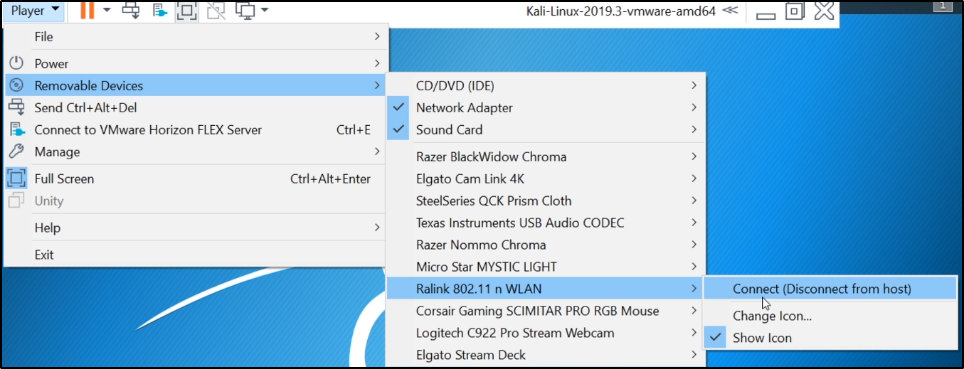 Player
Kali-Linux-2019.3-vmware-amd64
1
File
Power
Removable Devices
Send Ctrl+Alt+Del
Connect to VMware Horizon FLEX Server Ctrl+E
Manage
Full Screen Ctrl+Alt+Enter
Unity
Help
Exit
CD/DVD (IDE)
Network Adapter
Sound Card
Razer BlackWidow Chroma
Elgato Cam Link 4K
SteelSeries QCK Prism Cloth
Texas Instruments USB Audio CODEC
Razer Nommo Chroma
Micro Star MYSTIC LIGHT
Ralink 802.11 n WLAN
Corsair Gaming SCIMITAR PRO RGB Mouse
Logitech C922 Pro Stream Webcam
Elgato Stream Deck
Connect (Disconnect from host)
Change Icon...
Show Icon